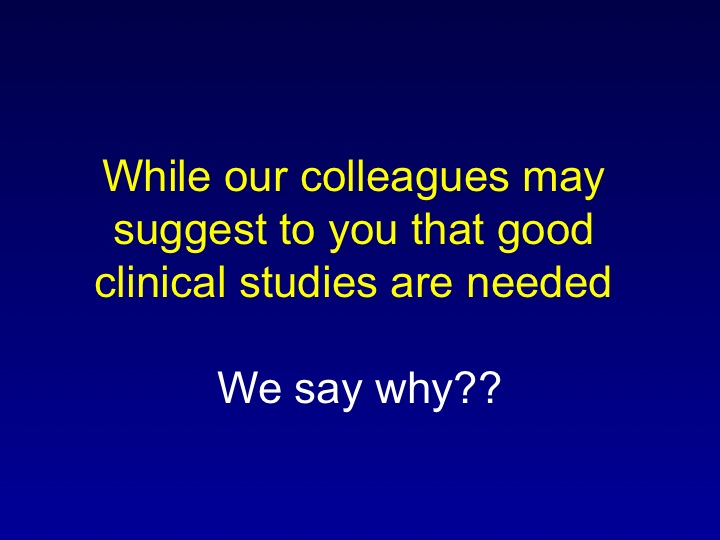 While our colleagues may
suggest to you that good
clinical studies are needed
We say why??